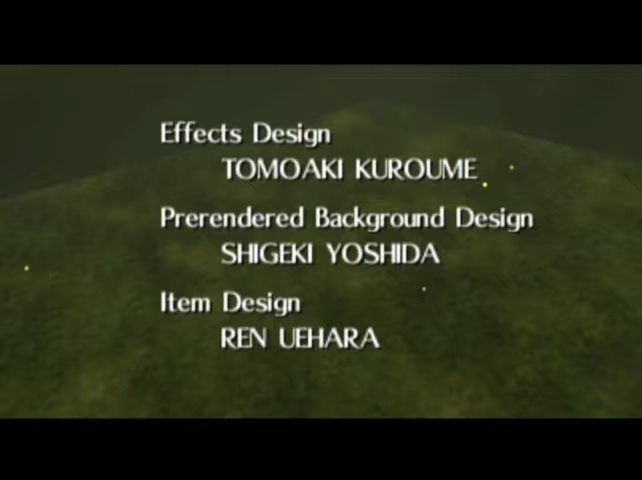 Effects Design
TOMOAKI KUROUME
Prerendered Background Design
SHIGEKI YOSHIDA
Item Design
REN UEHARA